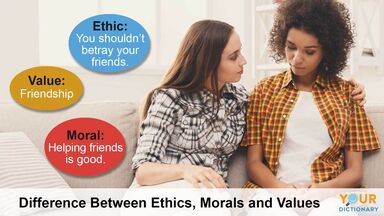 Ethic:
You shouldn't
betray your
friends.
Value:
Friendship
Moral:
Helping friends
is good.
Difference Between Ethics, Morals and Values
YOUR
DICTIONARY